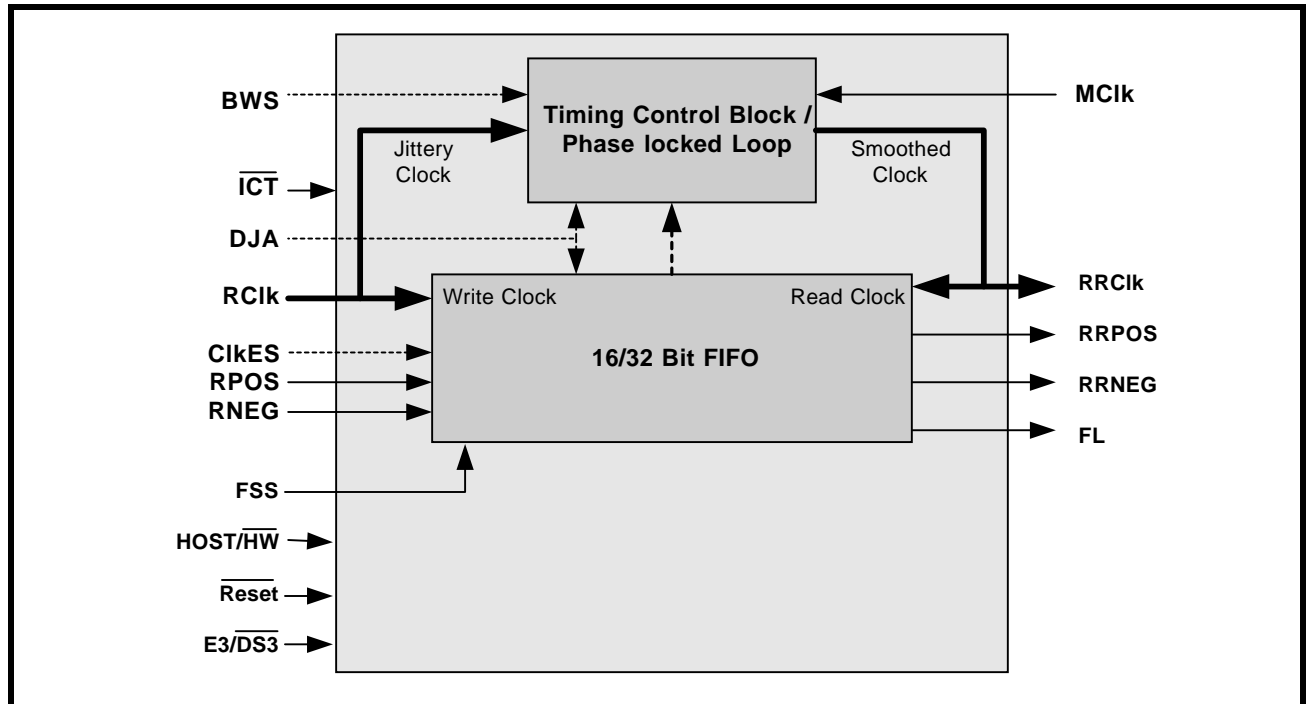 BWS
Timing Control Block /
Phase locked Loop
MClk
Jittery
Clock
Smoothed
Clock
ICT
DJA
RClk
Write Clock
Read Clock
RRClk
RRPOS
ClkES
16/32 Bit FIFO
RPOS
RRNEG
RNEG
FL
FSS
HOST/HW
Reset
E3/DS3